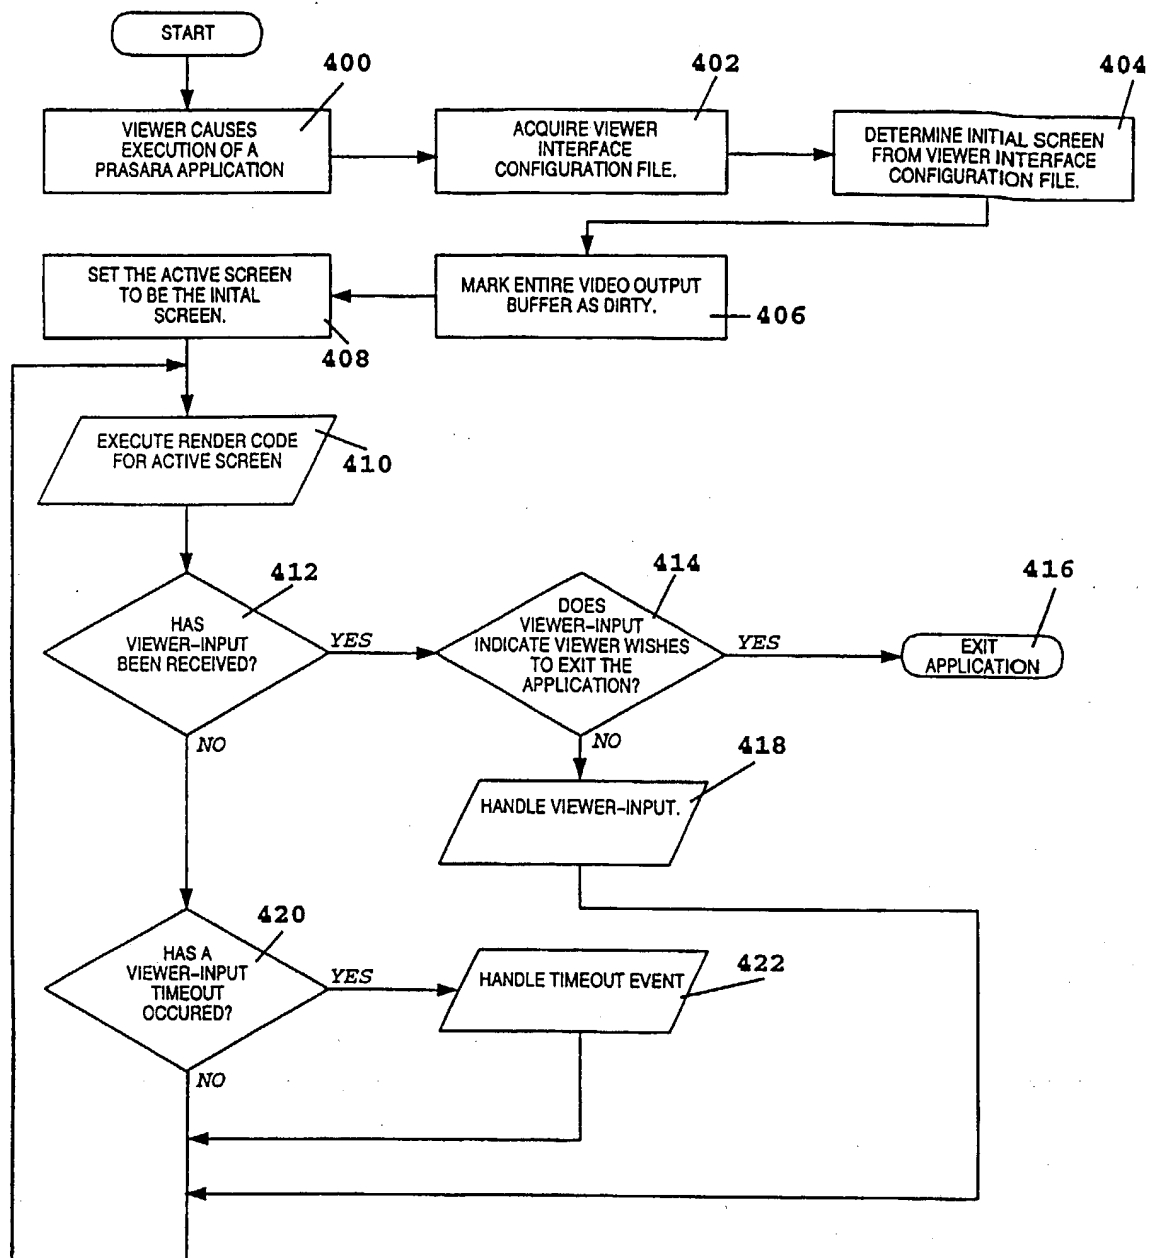 START
400
VIEWER CAUSES
EXECUTION OF A
PRASARA APPLICATION
402
ACQUIRE VIEWER
INTERFACE
CONFIGURATION FILE.
404
DETERMINE INITIAL SCREEN
FROM VIEWER INTERFACE
CONFIGURATION FILE.
SET THE ACTIVE SCREEN
TO BE THE INITAL
SCREEN.
408
MARK ENTIRE VIDEO OUTPUT
BUFFER AS DIRTY.
406
EXECUTE RENDER CODE
FOR ACTIVE SCREEN
410
412
HAS
VIEWER-INPUT
BEEN RECEIVED?
YES
NO
414
DOES
VIEWER-INPUT
INDICATE VIEWER WISHES
TO EXIT THE
APPLICATION?
YES
NO
416
EXIT
APPLICATION
418
HANDLE VIEWER-INPUT.
420
HAS A
VIEWER-INPUT
TIMEOUT
OCCURED?
YES
NO
422
HANDLE TIMEOUT EVENT